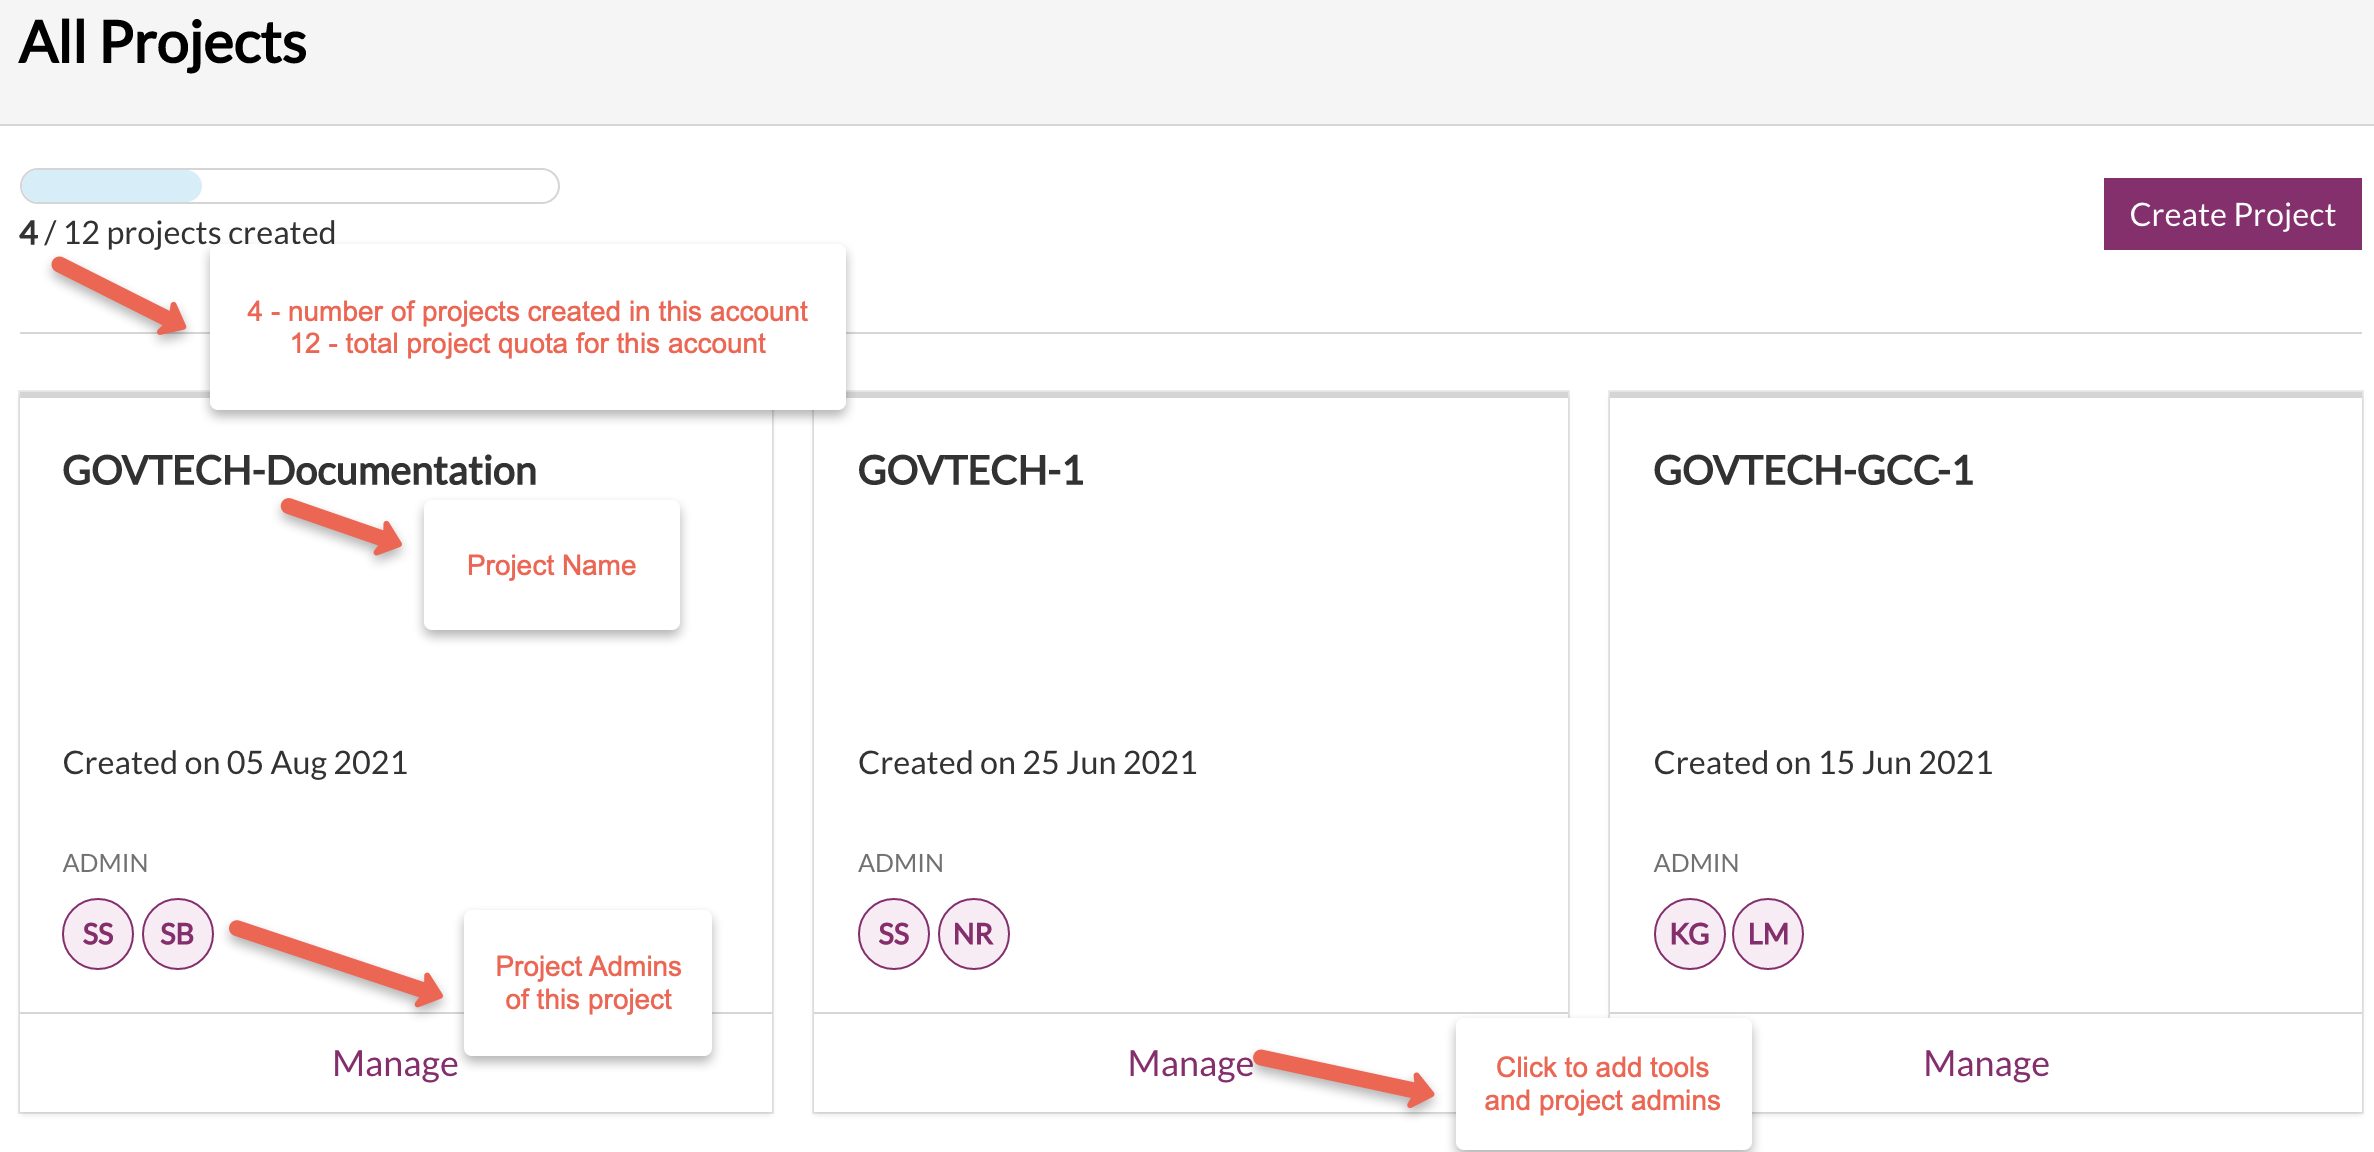 All Projects
4 / 12 projects created
Create Project
4 - number of projects created in this account
12 - total project quota for this account
GOVTECH-Documentation
Project Name
Created on 05 Aug 2021
ADMIN
SS SB
Project Admins
of this project
Manage
GOVTECH-1
Created on 25 Jun 2021
ADMIN
SS NR
Manage
Click to add tools
and project admins
GOVTECH-GCC-1
Created on 15 Jun 2021
ADMIN
KG LM
Manage